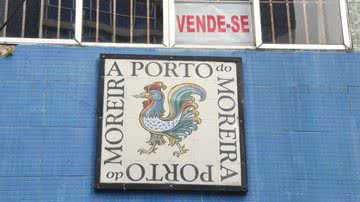 VENDE-SE
A PORTO do
MOREIRA
PORTO
do MOREIR